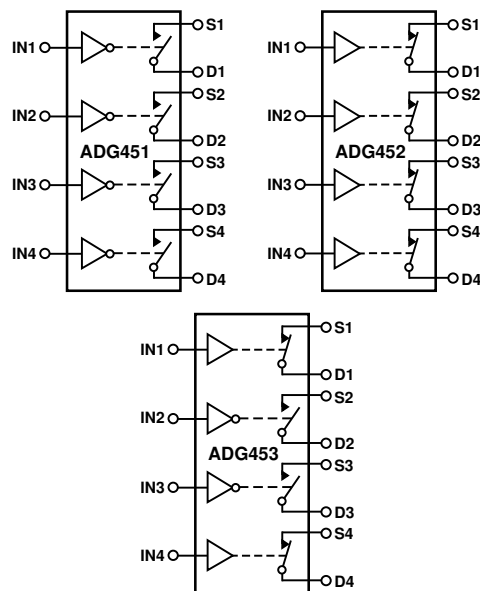 S1
IN1
D1
S2
IN2
D2
ADG451
S3
IN3
D3
S4
IN4
D4
S1
IN1
D1
S2
IN2
D2
ADG452
S3
IN3
D3
S4
IN4
D4
S1
IN1
D1
S2
IN2
D2
ADG453
S3
IN3
D3
S4
IN4
D4